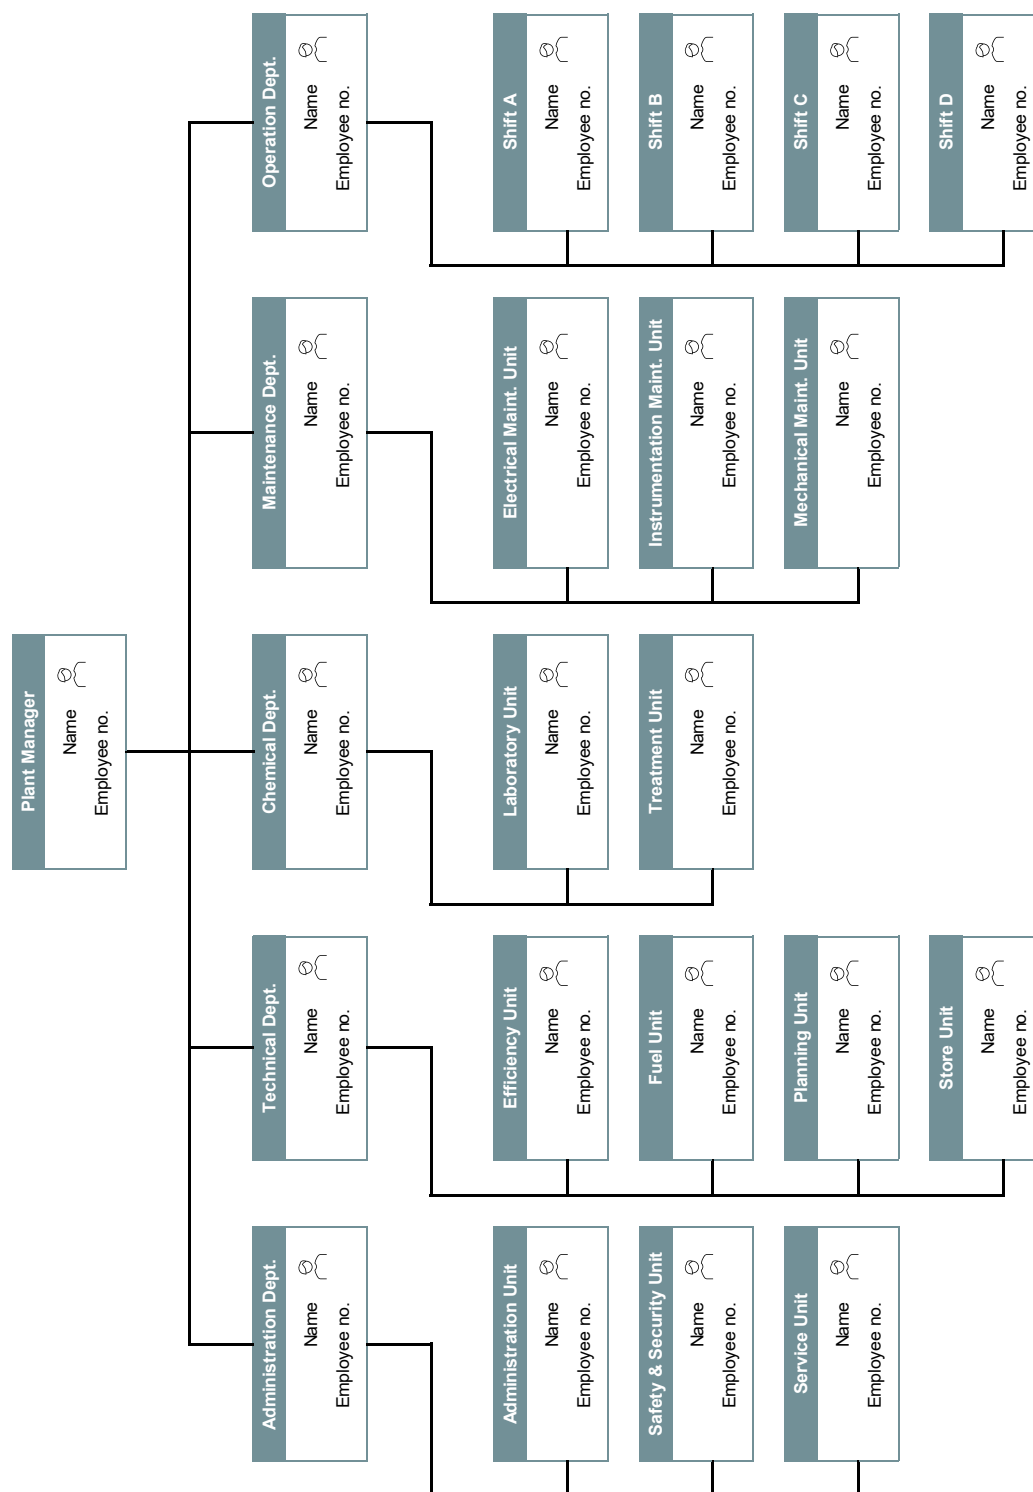 Plant Manager
Name
Employee no.
Administration Dept.
Name
Employee no.
Technical Dept.
Name
Employee no.
Chemical Dept.
Name
Employee no.
Maintenance Dept.
Name
Employee no.
Operation Dept.
Name
Employee no.
Administration Unit
Name
Employee no.
Efficiency Unit
Name
Employee no.
Laboratory Unit
Name
Employee no.
Electrical Maint. Unit
Name
Employee no.
Shift A
Name
Employee no.
Safety & Security Unit
Name
Employee no.
Fuel Unit
Name
Employee no.
Treatment Unit
Name
Employee no.
Instrumentation Maint. Unit
Name
Employee no.
Shift B
Name
Employee no.
Service Unit
Name
Employee no.
Planning Unit
Name
Employee no.
Mechanical Maint. Unit
Name
Employee no.
Shift C
Name
Employee no.
Store Unit
Name
Employee no.
Shift D
Name
Employee no.